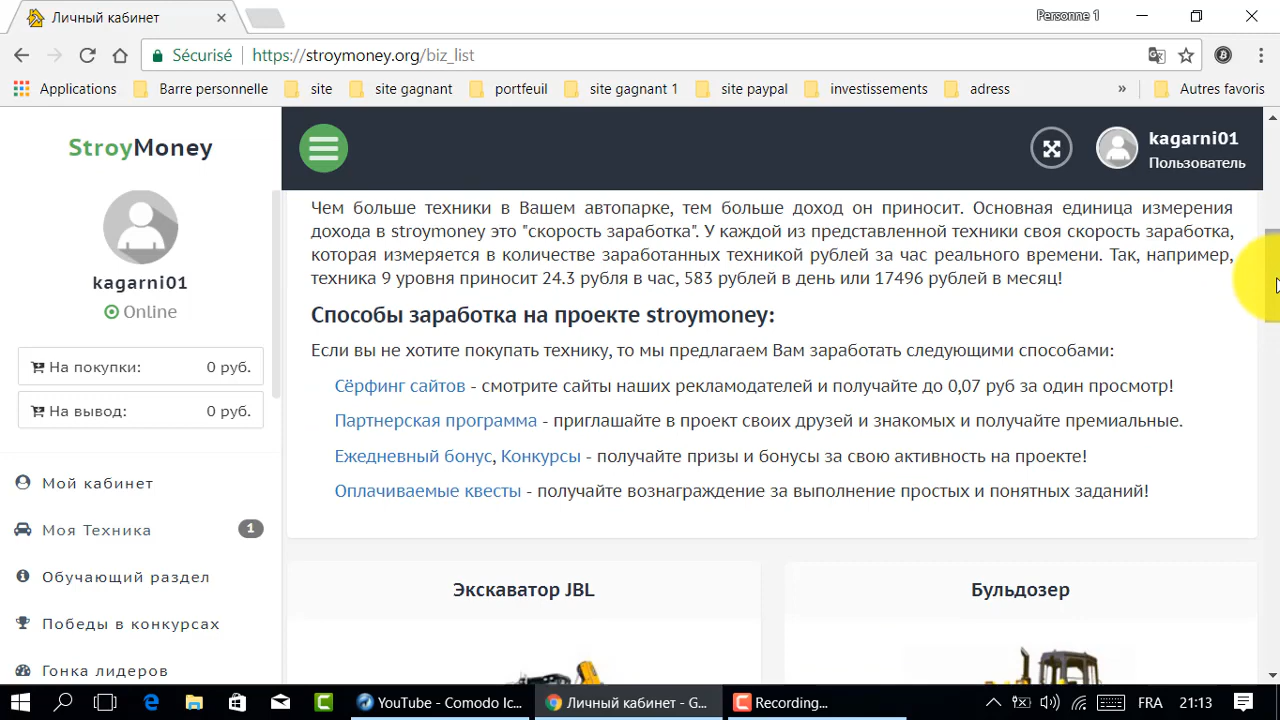 Личный кабинет
Personne 1
Sécurisé https://stroymoney.org/biz_list
Applications Barre personnelle site site gagnant portfeuil site gagnant 1 site paypal investissements adress » Autres favoris
StroyMoney
kagarni01
Пользователь
kagarni01
Online
На покупки: 0 руб.
На вывод: 0 руб.
Мой кабинет
Моя Техника 1
Обучающий раздел
Победы в конкурсах
Гонка лидеров
Чем больше техники в Вашем автопарке, тем больше доход он приносит. Основная единица измерения
дохода в stroymoney это "скорость заработка". У каждой из представленной техники своя скорость заработка,
которая измеряется в количестве заработанных техникой рублей за час реального времени. Так, например,
техника 9 уровня приносит 24.3 рубля в час, 583 рублей в день или 17496 рублей в месяц!
Способы заработка на проекте stroymoney:
Если вы не хотите покупать технику, то мы предлагаем Вам заработать следующими способами:
Сёрфинг сайтов - смотрите сайты наших рекламодателей и получайте до 0,07 руб за один просмотр!
Партнерская программа - приглашайте в проект своих друзей и знакомых и получайте премиальные.
Ежедневный бонус, Конкурсы - получайте призы и бонусы за свою активность на проекте!
Оплачиваемые квесты - получайте вознаграждение за выполнение простых и понятных заданий!
Экскаватор JBL
Бульдозер
YouTube - Comodo Ic...
Личный кабинет - G...
Recording...
FRA
21:13